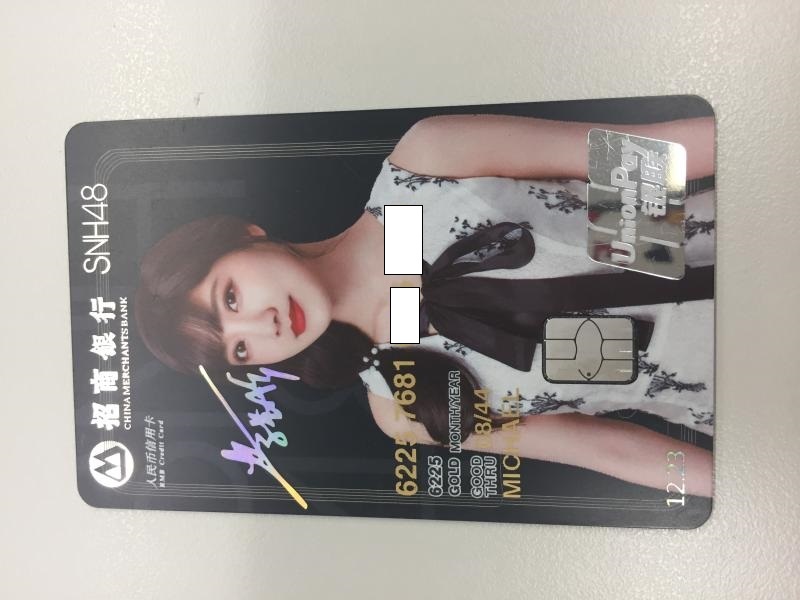 招商银行 SNH48
CHINA MERCHANTS BANK
人民币信用卡
RMB Credit Card
6225 7681
6225
GOLD MONTH/YEAR
GOOD THRU 08/44
MICHAEL
12.23
UnionPay
银联